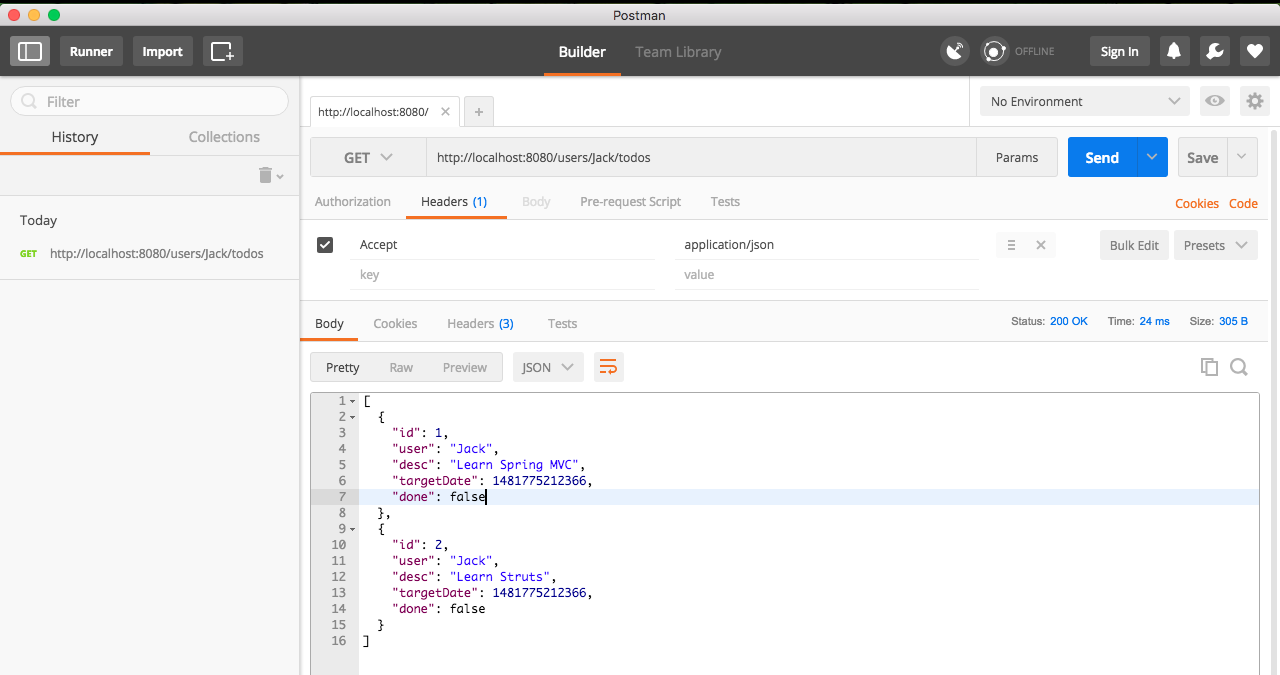 Postman
Runner Import Builder Team Library OFFLINE Sign In
Filter
History Collections
Today
GET http://localhost:8080/users/Jack/todos
http://localhost:8080/ × + No Environment
GET http://localhost:8080/users/Jack/todos Params Send Save
Authorization Headers (1) Body Pre-request Script Tests Cookies Code
Accept application/json Bulk Edit Presets
key value
Body Cookies Headers (3) Tests Status: 200 OK Time: 24 ms Size: 305 B
Pretty Raw Preview JSON
1 [
2 {
3 "id": 1,
4 "user": "Jack",
5 "desc": "Learn Spring MVC",
6 "targetDate": 1481775212366,
7 "done": false
8 },
9 {
10 "id": 2,
11 "user": "Jack",
12 "desc": "Learn Struts",
13 "targetDate": 1481775212366,
14 "done": false
15 }
16 ]